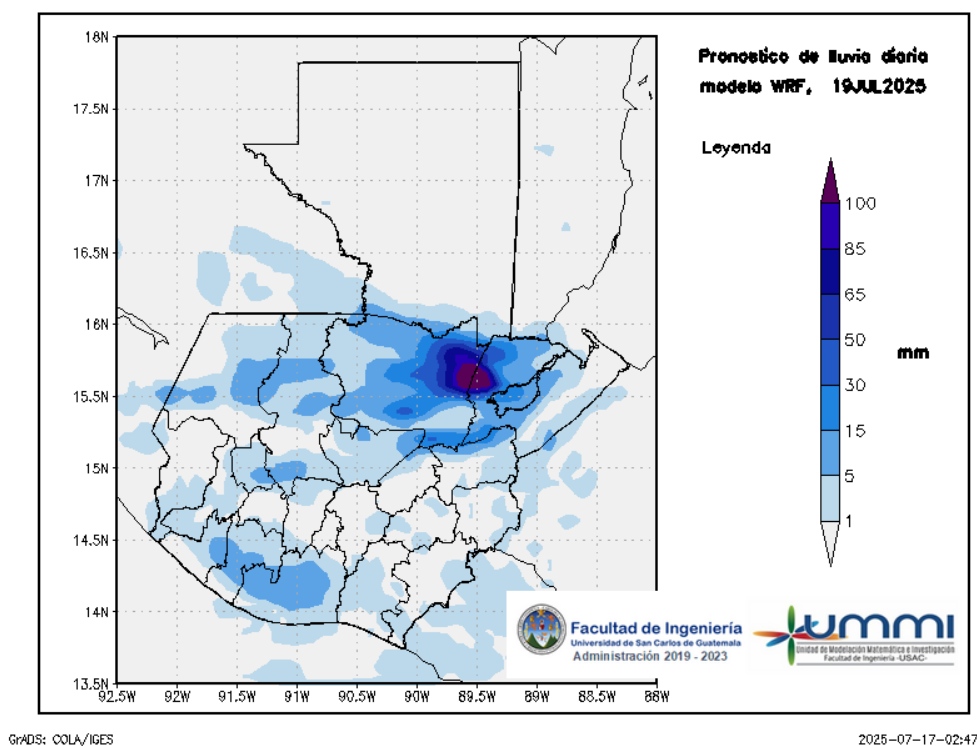 Pronostico de lluvia diaria
modelo WRF, 19JUL2025
Leyenda
100
85
65
50
30
15
5
1
mm
18N
17.5N
17N
16.5N
16N
15.5N
15N
14.5N
14N
13.5N
92.5W 92W 91.5W 91W 90.5W 90W 89.5W 89W 88.5W 88W
Facultad de Ingeniería
Universidad de San Carlos de Guatemala
Administración 2019 - 2023
ummi
Unidad de Modelación Matemática e Investigación
Facultad de Ingeniería -USAC-
GrADS: COLA/IGES
2025-07-17-02:47